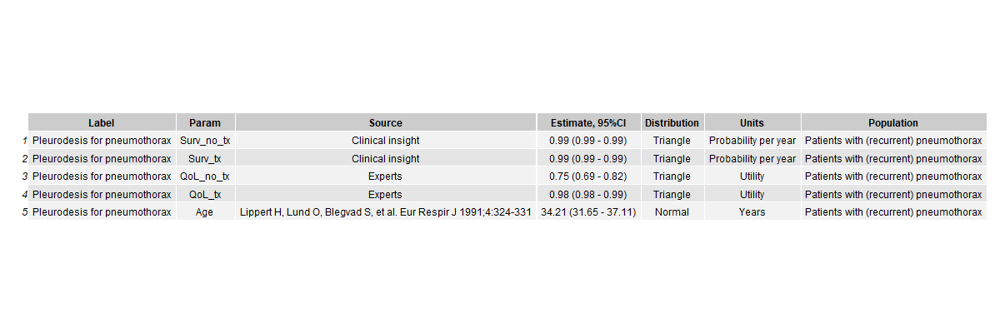 Label Param Source Estimate, 95%CI Distribution Units Population
1 Pleurodesis for pneumothorax Surv_no_tx Clinical insight 0.99 (0.99 - 0.99) Triangle Probability per year Patients with (recurrent) pneumothorax
2 Pleurodesis for pneumothorax Surv_tx Clinical insight 0.99 (0.99 - 0.99) Triangle Probability per year Patients with (recurrent) pneumothorax
3 Pleurodesis for pneumothorax QoL_no_tx Experts 0.75 (0.69 - 0.82) Triangle Utility Patients with (recurrent) pneumothorax
4 Pleurodesis for pneumothorax QoL_tx Experts 0.98 (0.98 - 0.99) Triangle Utility Patients with (recurrent) pneumothorax
5 Pleurodesis for pneumothorax Age Lippert H, Lund O, Blegvad S, et al. Eur Respir J 1991;4:324-331 34.21 (31.65 - 37.11) Normal Years Patients with (recurrent) pneumothorax